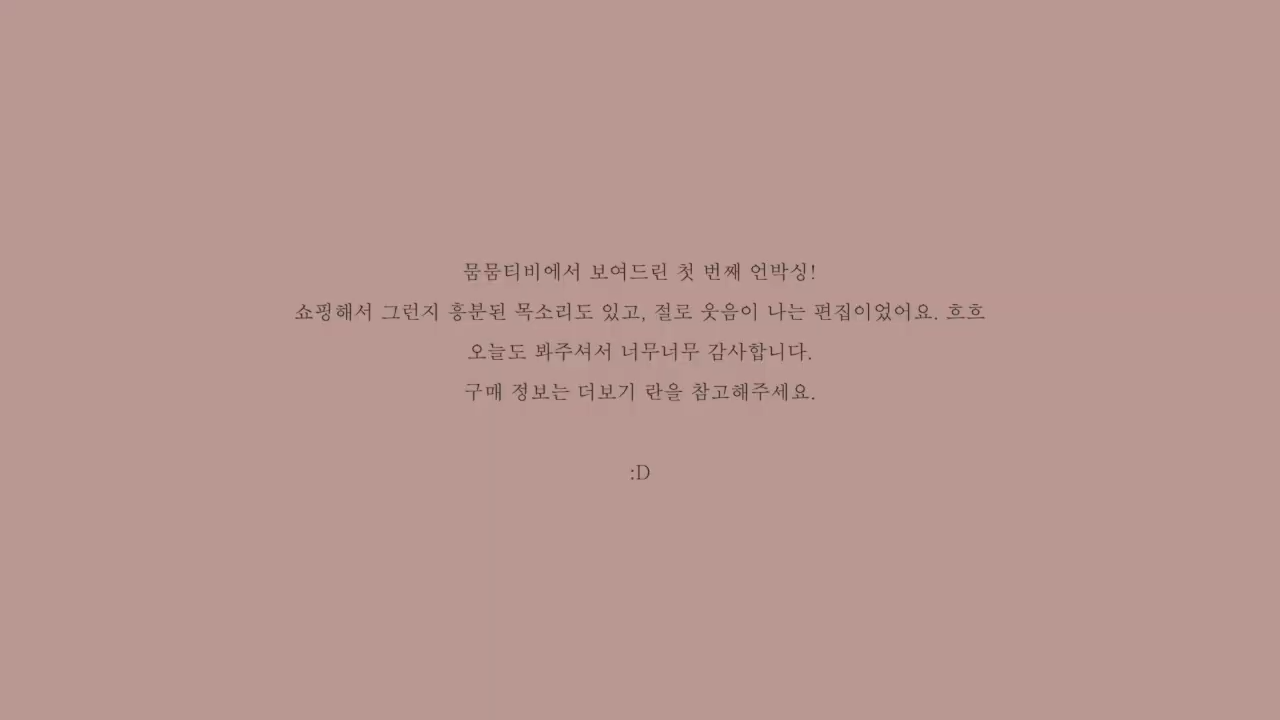 뭄뭄티비에서 보여드린 첫 번째 언박싱!
쇼핑해서 그런지 흥분된 목소리도 있고, 절로 웃음이 나는 편집이었어요. 흐흐
오늘도 봐주셔서 너무너무 감사합니다.
구매 정보는 더보기 란을 참고해주세요.
:D